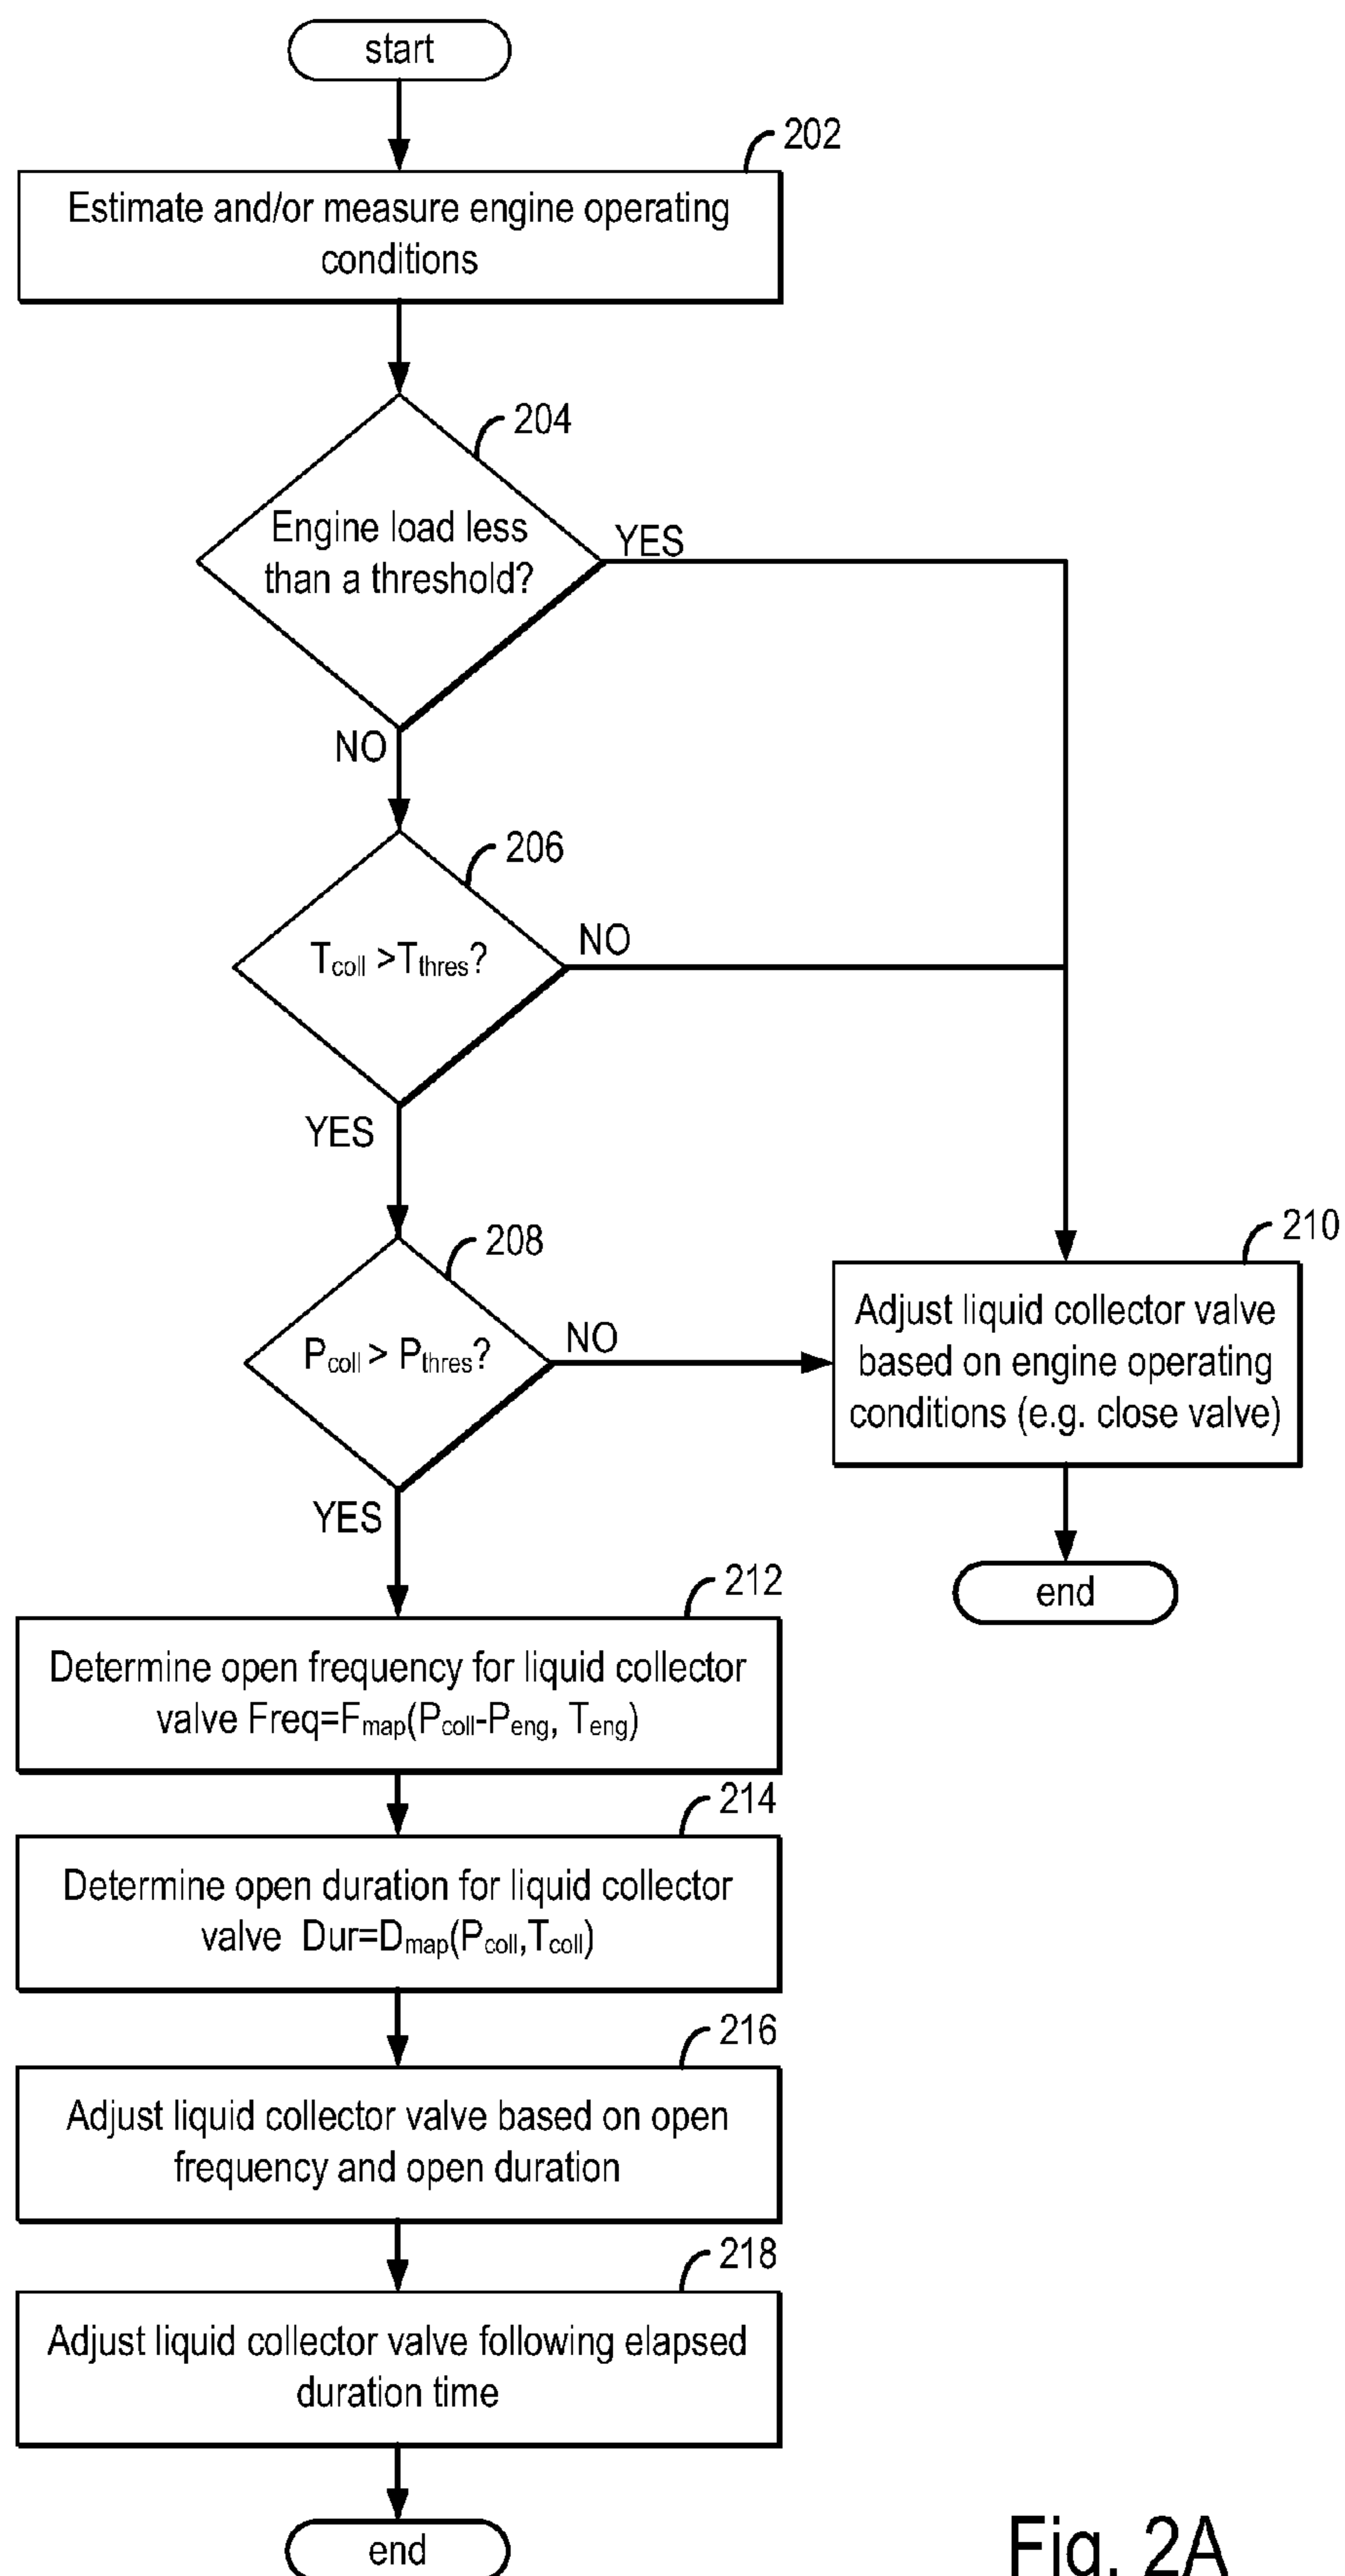 start
202
Estimate and/or measure engine operating
conditions
204
Engine load less
than a threshold?
YES
NO
206
Tcoll >Tthres?
NO
YES
208
Pcoll > Pthres?
NO
YES
210
Adjust liquid collector valve
based on engine operating
conditions (e.g. close valve)
end
212
Determine open frequency for liquid collector
valve Freq=Fmap(Pcoll-Peng, Teng)
214
Determine open duration for liquid collector
valve Dur=Dmap(Pcoll,Tcoll)
216
Adjust liquid collector valve based on open
frequency and open duration
218
Adjust liquid collector valve following elapsed
duration time
end
Fig. 2A